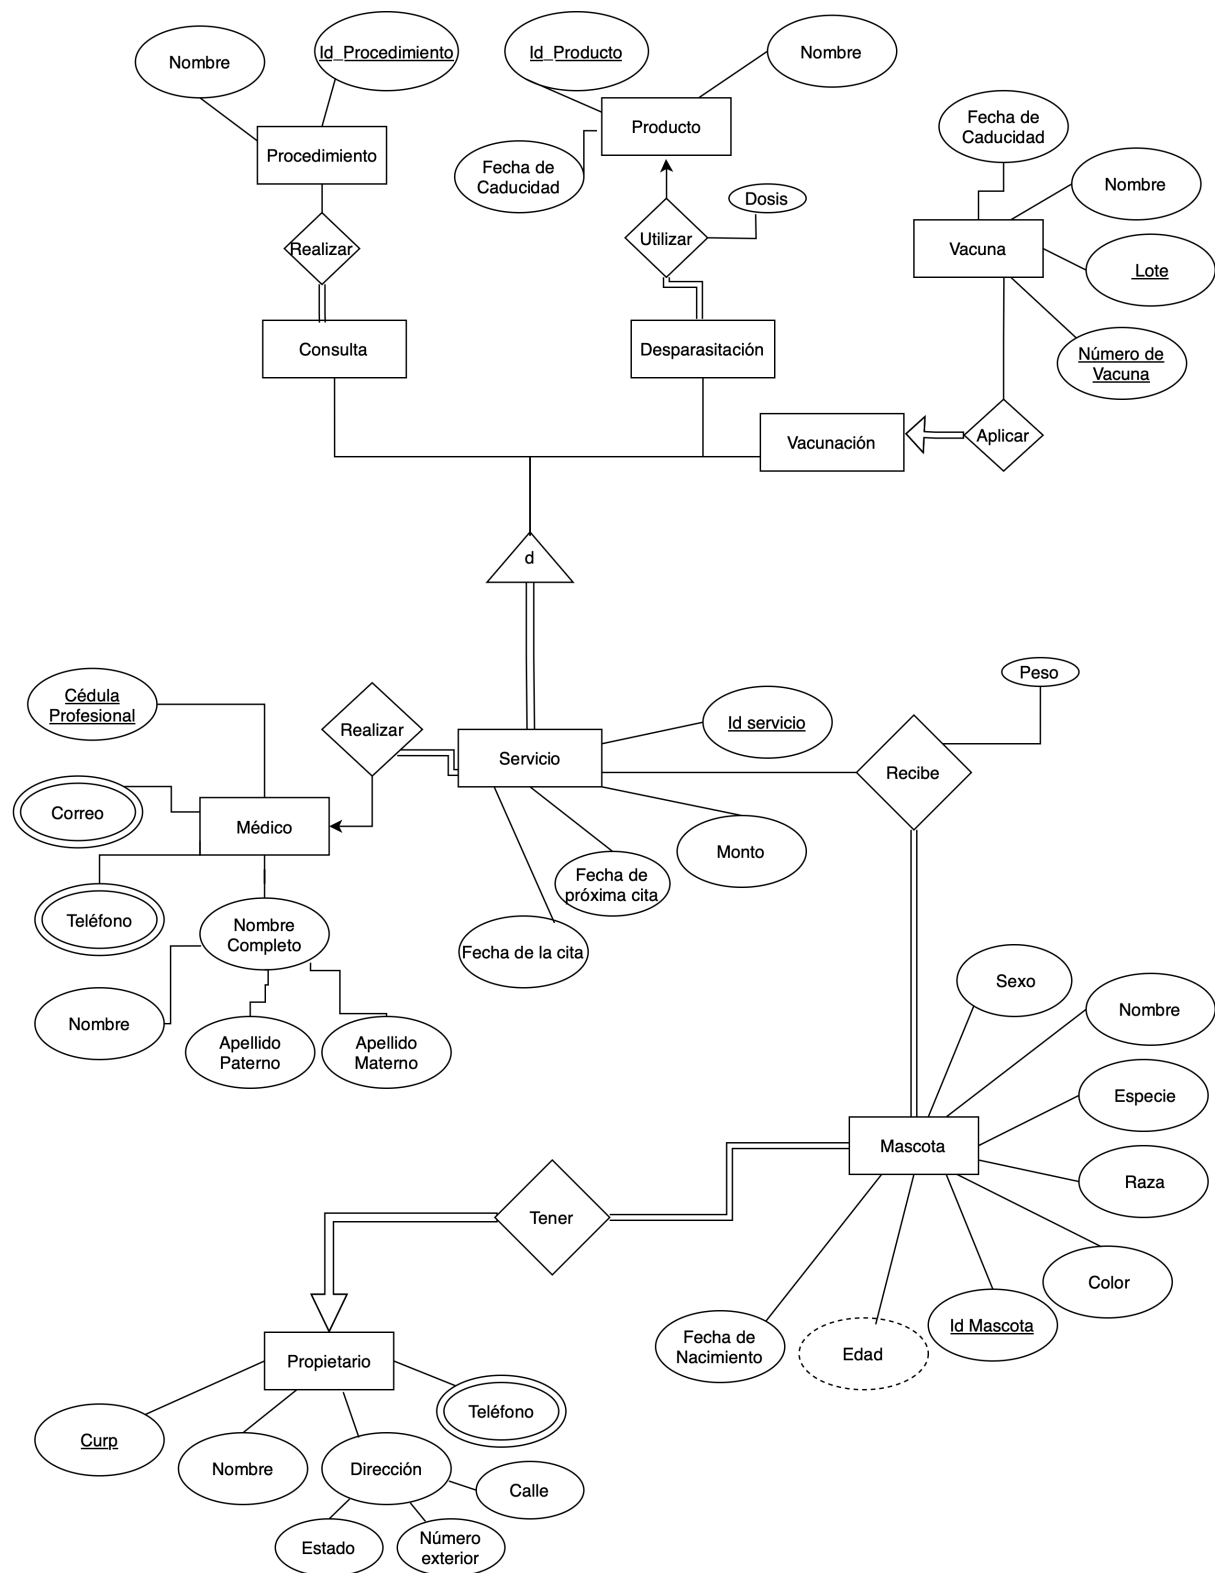 Nombre
Id_Procedimiento
Id_Producto
Nombre
Procedimiento
Producto
Fecha de
Caducidad
Fecha de
Caducidad
Nombre
Dosis
Realizar
Utilizar
Vacuna
Lote
Consulta
Desparasitación
Número de
Vacuna
Vacunación
Aplicar
d
Cédula
Profesional
Realizar
Servicio
Id servicio
Peso
Recibe
Correo
Médico
Monto
Fecha de
próxima cita
Teléfono
Nombre
Completo
Fecha de la cita
Nombre
Apellido
Paterno
Apellido
Materno
Sexo
Nombre
Especie
Mascota
Raza
Tener
Color
Fecha de
Nacimiento
Edad
Id Mascota
Propietario
Teléfono
Curp
Nombre
Dirección
Calle
Estado
Número
exterior